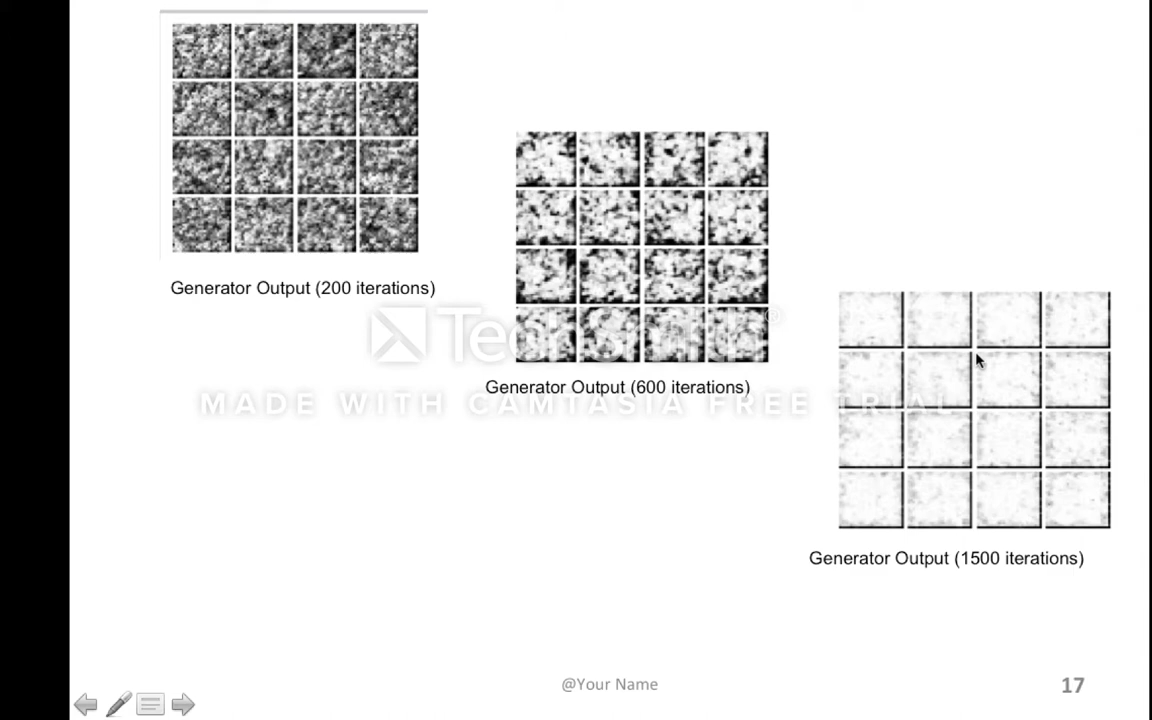 Generator Output (200 iterations)
®
Generator Output (600 iterations)
MADE WITH CAMTASIA FREE TRIAL
Generator Output (1500 iterations)
@Your Name
17